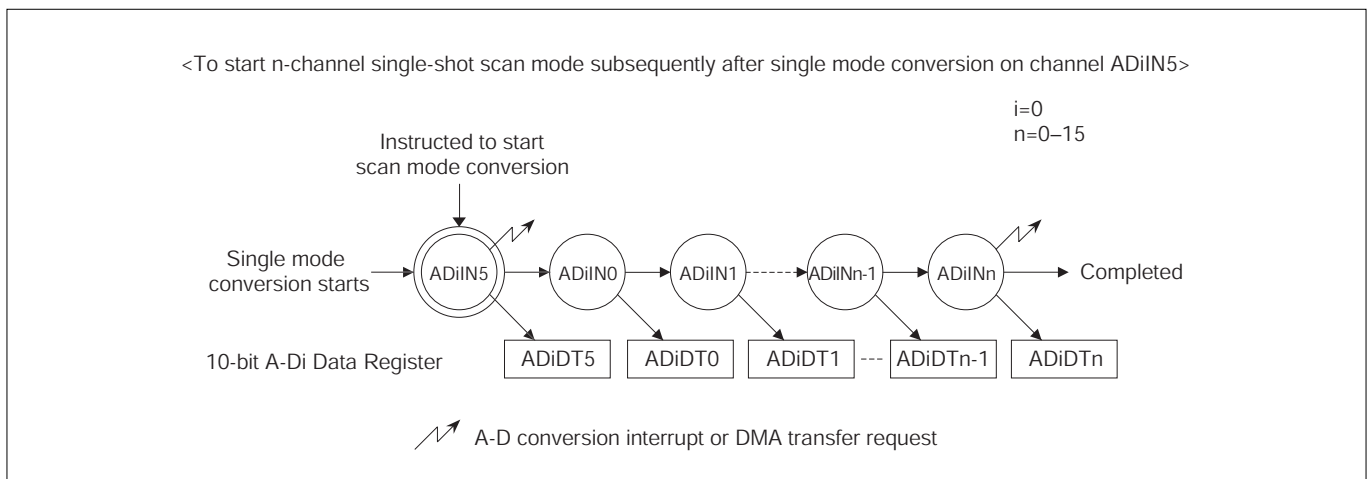 <To start n-channel single-shot scan mode subsequently after single mode conversion on channel ADiIN5>
i=0
n=0–15
Instructed to start
scan mode conversion
Single mode
conversion starts
ADiIN5
ADiIN0
ADiIN1
ADiINn-1
ADiINn
Completed
10-bit A-Di Data Register
ADiDT5
ADiDT0
ADiDT1
ADiDTn-1
ADiDTn
A-D conversion interrupt or DMA transfer request